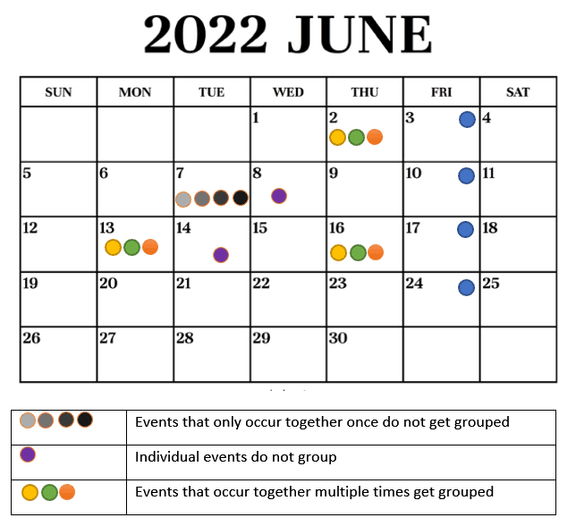 2022 JUNE
SUN MON TUE WED THU FRI SAT
1 2 3 4
5 6 7 8 9 10 11
12 13 14 15 16 17 18
19 20 21 22 23 24 25
26 27 28 29 30
Events that only occur together once do not get grouped
Individual events do not group
Events that occur together multiple times get grouped